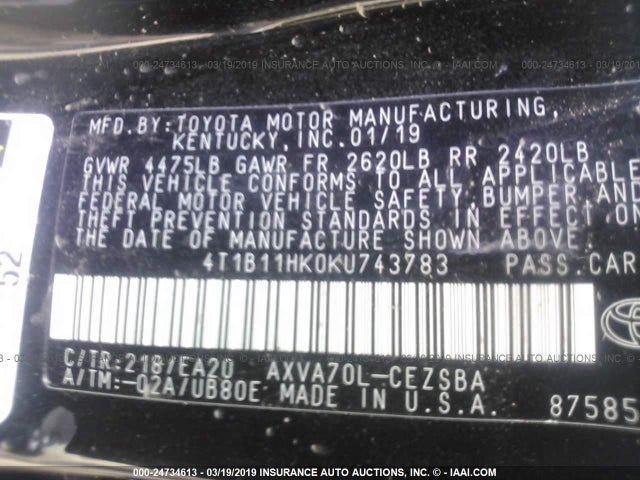 000-24734613 - 03/19/2019 INSURANCE AUTO AUCTIONS - IAAI.COM
MFD.BY:TOYOTA MOTOR MANUFACTURING,
KENTUCKY,INC.01/19
GVWR 4475LB GAWR FR 2620LB RR 2420LB
THIS VEHICLE CONFORMS TO ALL APPLICABLE
FEDERAL MOTOR VEHICLE SAFETY,BUMPER,AND
THEFT PREVENTION STANDARDS IN EFFECT ON
THE DATE OF MANUFACTURE SHOWN ABOVE.
4T1B11HK0KU743783 PASS.CAR
52
C/TR:218/EA20 AXVA70L-CEZSBA
A/TM:-02A/UB80E MADE IN U.S.A.
87585
000-24734613 - 03/19/2019 INSURANCE AUTO AUCTIONS - IAAI.COM